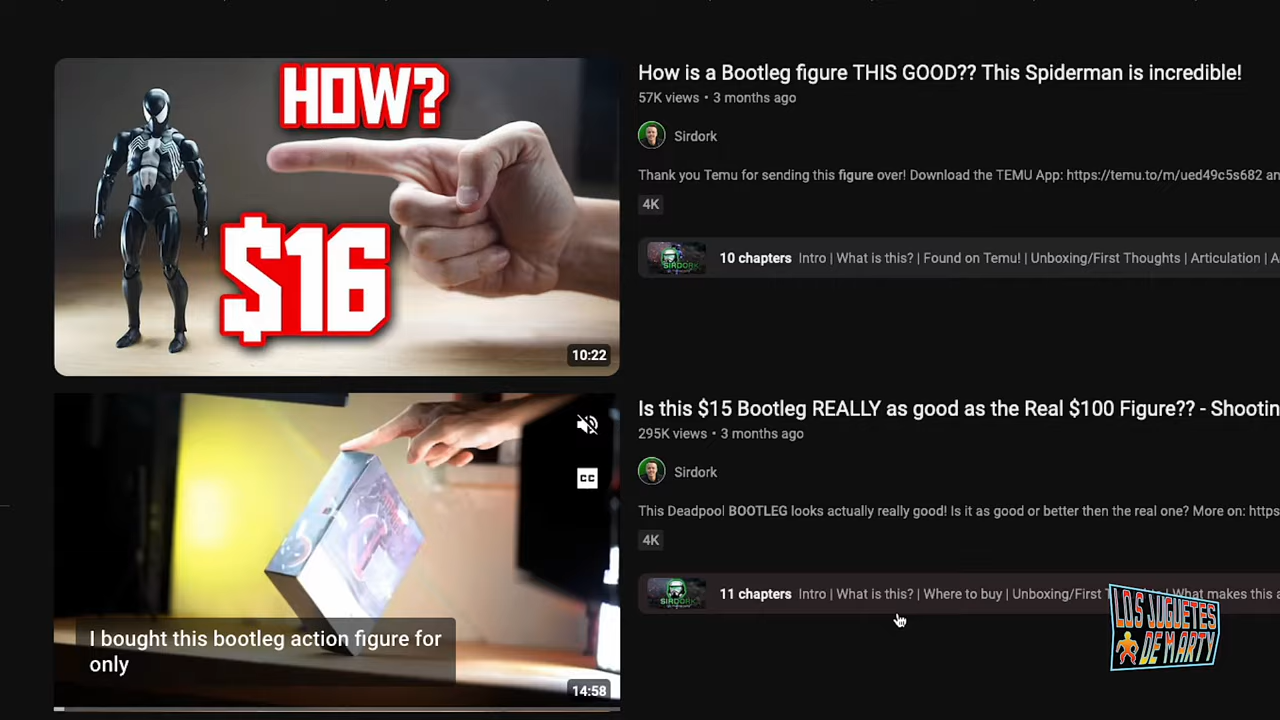 HOW?
$16
10:22
How is a Bootleg figure THIS GOOD?? This Spiderman is incredible!
57K views • 3 months ago
Sirdork
Thank you Temu for sending this figure over! Download the TEMU App: https://temu.to/m/ued49c5s682 an
4K
SIRDORK
10 chapters Intro | What is this? | Found on Temu! | Unboxing/First Thoughts | Articulation | A
CC
I bought this bootleg action figure for
only
14:58
Is this $15 Bootleg REALLY as good as the Real $100 Figure?? - Shootin
295K views • 3 months ago
Sirdork
This Deadpool BOOTLEG looks actually really good! Is it as good or better then the real one? More on: https
4K
SIRDORK
11 chapters Intro | What is this? | Where to buy | Unboxing/First T What makes this a
LOS JUGUETES
DE MARTY